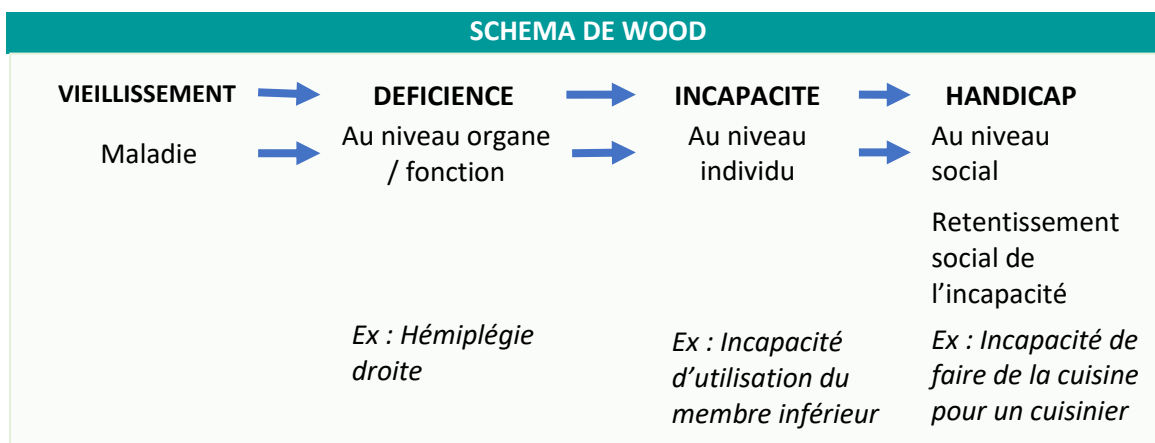 SCHEMA DE WOOD
VIEILLISSEMENT
Maladie
DEFICIENCE
Au niveau organe
/ fonction
Ex : Hémiplégie
droite
INCAPACITE
Au niveau
individu
Ex : Incapacité
d’utilisation du
membre inférieur
HANDICAP
Au niveau
social
Retentissement
social de
l’incapacité
Ex : Incapacité de
faire de la cuisine
pour un cuisinier